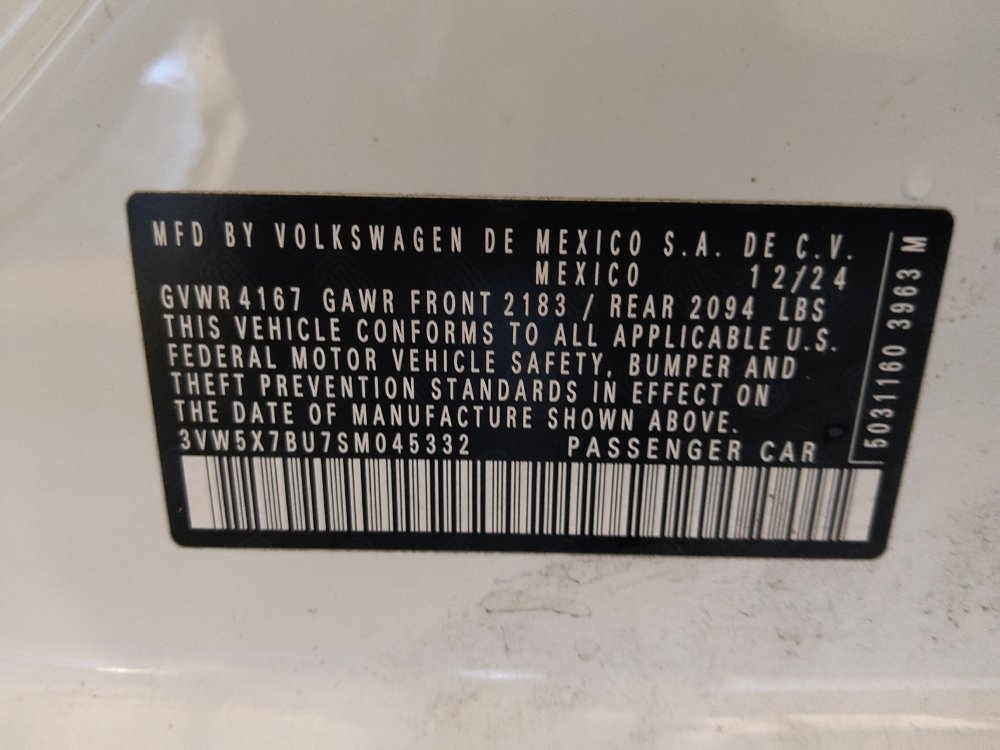 MFD BY VOLKSWAGEN DE MEXICO S.A. DE C.V.
MEXICO 12/24
GVWR 4167 GAWR FRONT 2183 / REAR 2094 LBS
THIS VEHICLE CONFORMS TO ALL APPLICABLE U.S.
FEDERAL MOTOR VEHICLE SAFETY, BUMPER AND
THEFT PREVENTION STANDARDS IN EFFECT ON
THE DATE OF MANUFACTURE SHOWN ABOVE.
3VW5X7BU7SM045332 PASSENGER CAR
5031160 3963 M